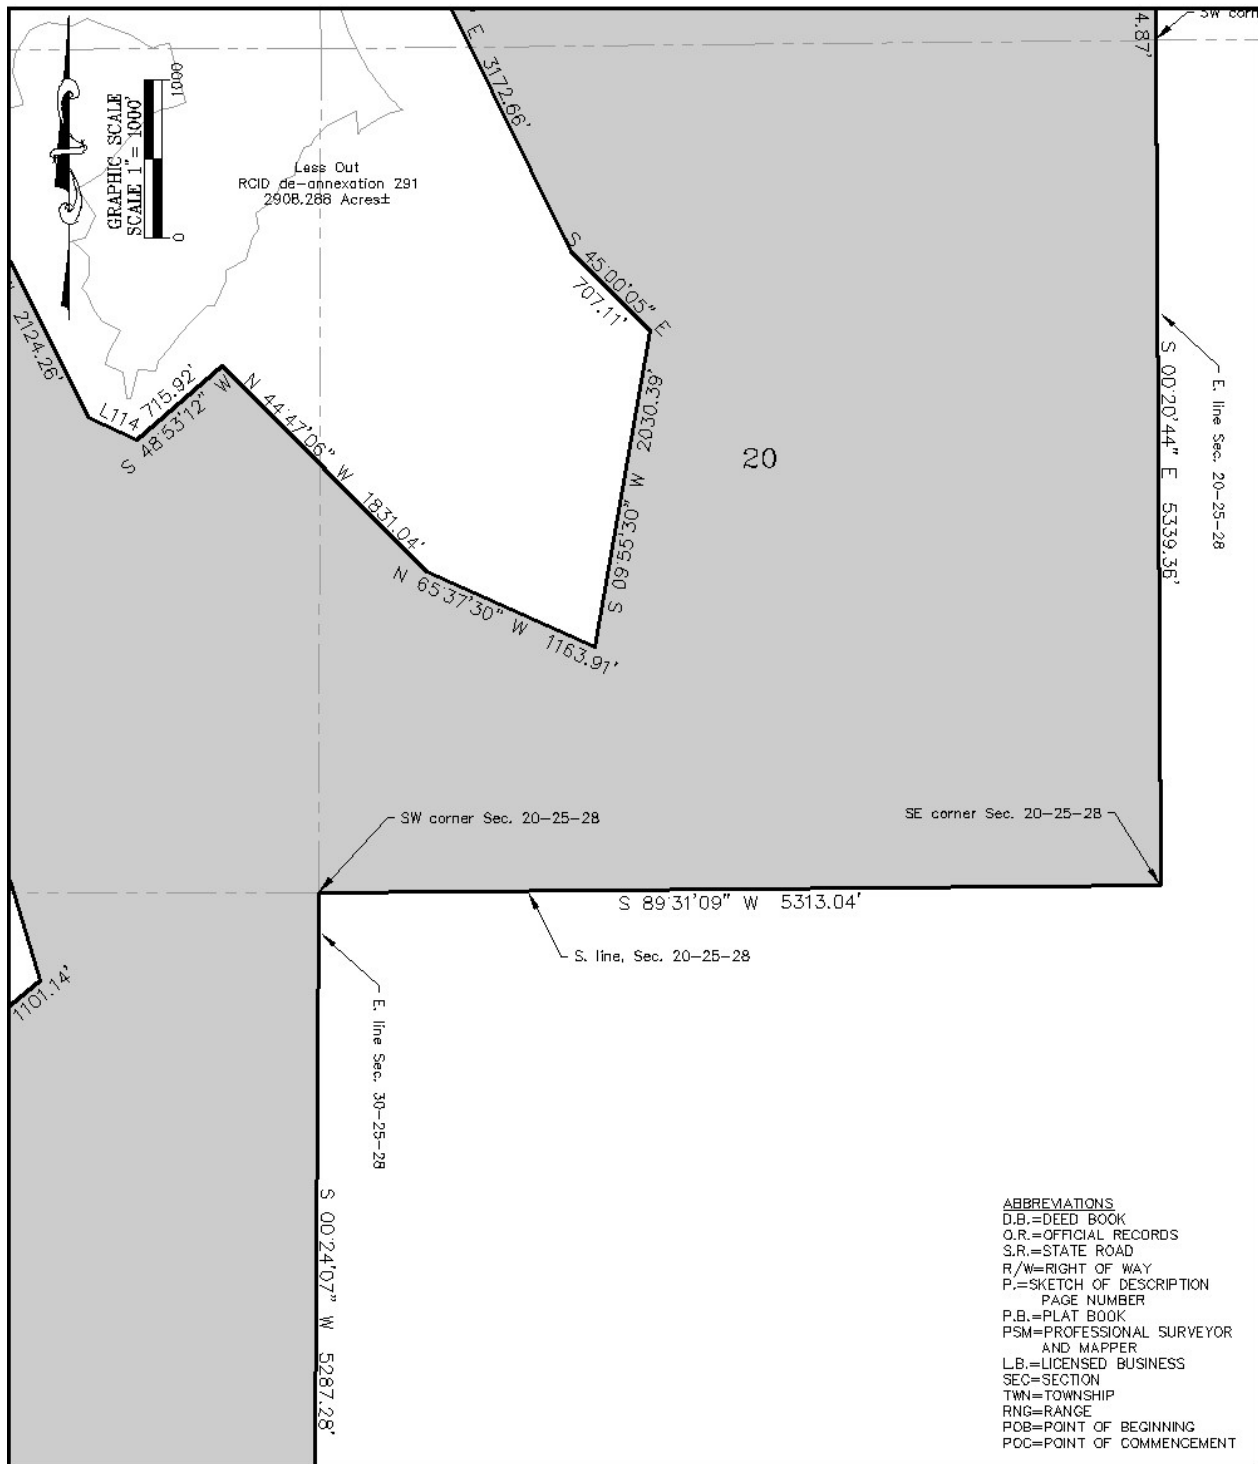 4.87'
SW corn
E 3172.66'
1000
0
GRAPHIC SCALE
SCALE 1" = 1000'
Less Out
RCID de-annexation 291
2908.288 Acres±
S 45°00'05" E
707.11'
2124.26'
L114
715.92'
S 48°53'12" W
N 44°47'06" W 1831.04'
S 09°55'30" W 2030.39'
20
E. line Sec. 20-25-28
S 00°20'44" E 5339.36'
N 65°37'30" W 1163.91'
SW corner Sec. 20-25-28
SE corner Sec. 20-25-28
S 89°31'09" W 5313.04'
S. line, Sec. 20-25-28
1101.14'
E. line Sec. 30-25-28
S 00°24'07" W 5287.28'
ABBREVIATIONS
D.B.=DEED BOOK
O.R.=OFFICIAL RECORDS
S.R.=STATE ROAD
R/W=RIGHT OF WAY
P.=SKETCH OF DESCRIPTION
PAGE NUMBER
P.B.=PLAT BOOK
PSM=PROFESSIONAL SURVEYOR
AND MAPPER
L.B.=LICENSED BUSINESS
SEC=SECTION
TWN=TOWNSHIP
RNG=RANGE
POB=POINT OF BEGINNING
POC=POINT OF COMMENCEMENT